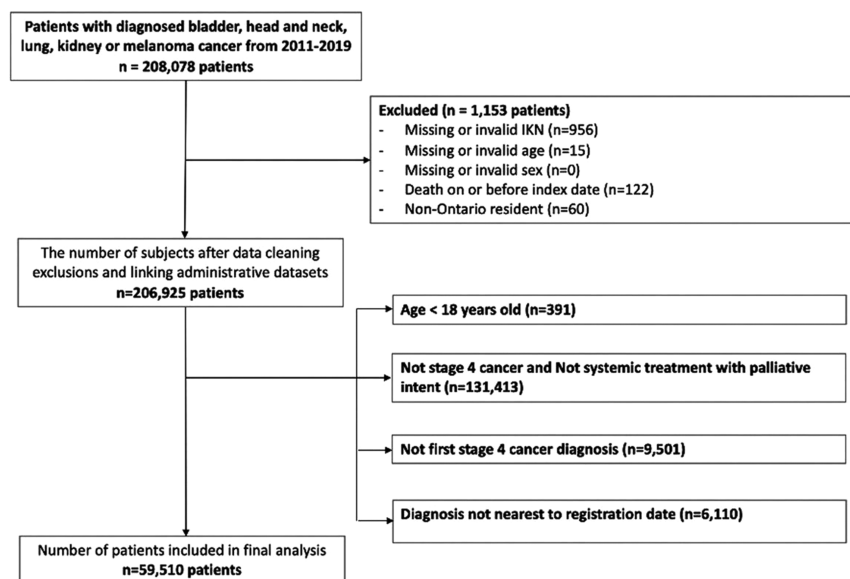 Patients with diagnosed bladder, head and neck,
lung, kidney or melanoma cancer from 2011-2019
n = 208,078 patients
Excluded (n = 1,153 patients)
- Missing or invalid IKN (n=956)
- Missing or invalid age (n=15)
- Missing or invalid sex (n=0)
- Death on or before index date (n=122)
- Non-Ontario resident (n=60)
The number of subjects after data cleaning
exclusions and linking administrative datasets
n=206,925 patients
Age < 18 years old (n=391)
Not stage 4 cancer and Not systemic treatment with palliative
intent (n=131,413)
Not first stage 4 cancer diagnosis (n=9,501)
Diagnosis not nearest to registration date (n=6,110)
Number of patients included in final analysis
n=59,510 patients